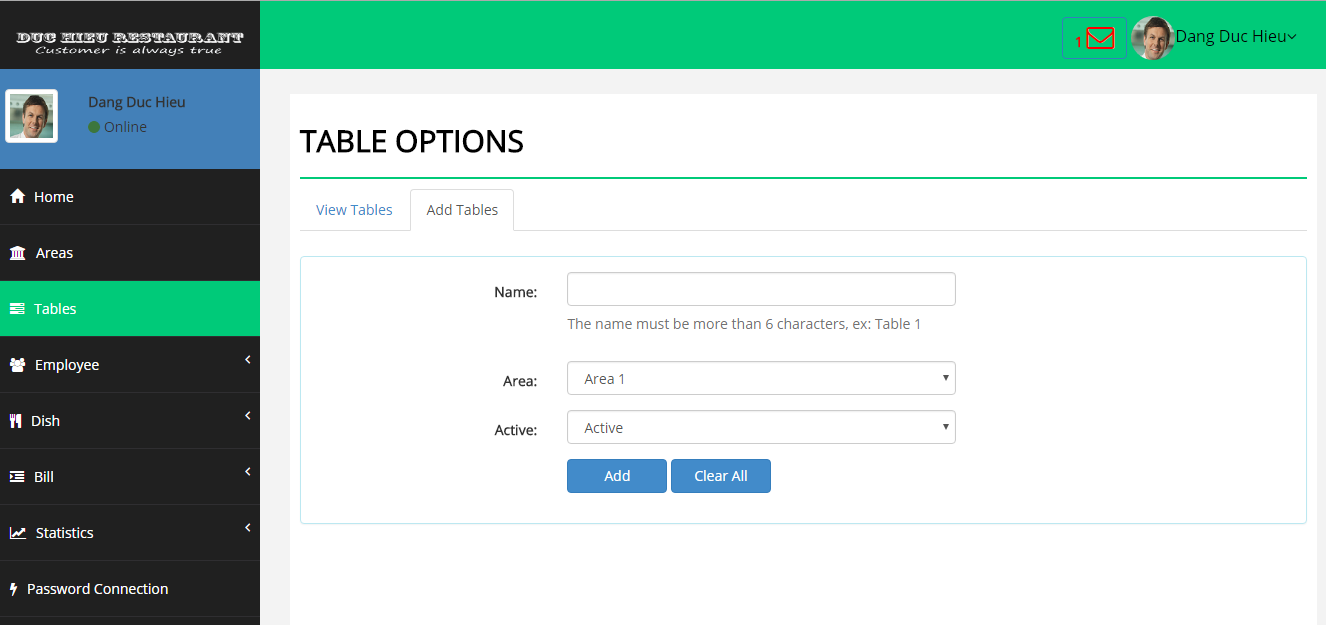 DUC HIEU RESTAURANT
Customer is always true
1
Dang Duc Hieu
Dang Duc Hieu
Online
Home
Areas
Tables
Employee
Dish
Bill
Statistics
Password Connection
TABLE OPTIONS
View Tables
Add Tables
Name:
The name must be more than 6 characters, ex: Table 1
Area:
Area 1
Active:
Active
Add
Clear All